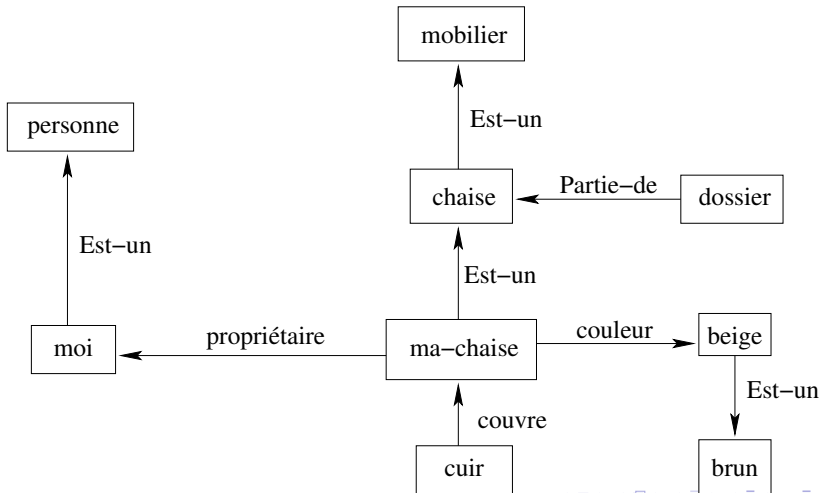 mobilier
personne
Est−un
chaise
Partie−de
dossier
Est−un
Est−un
propriétaire
couleur
beige
moi
ma−chaise
Est−un
couvre
cuir
brun